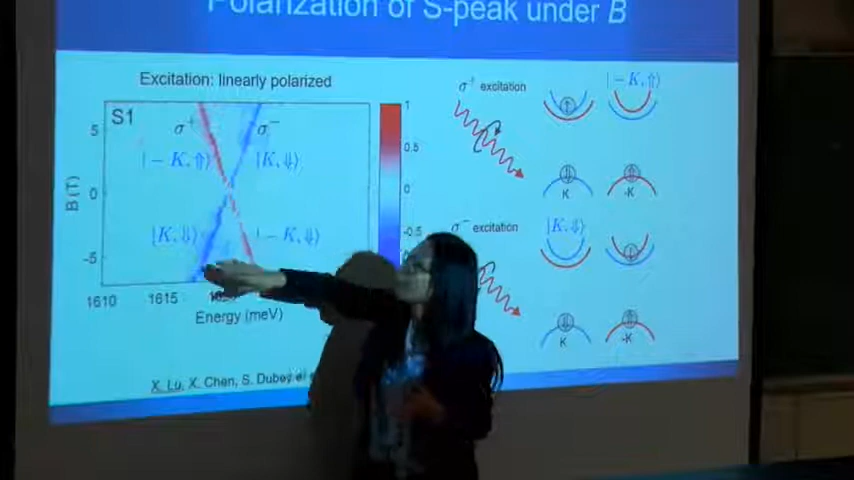 Polarization of S-peak under B
Excitation: linearly polarized
S1
σ⁺
σ⁻
|−K,⇑⟩
|K,⇓⟩
|K,⇓⟩
|−K,⇓⟩
5
0
-5
B (T)
1610
1615
Energy (meV)
1
0.5
0
-0.5
σ⁺ excitation
|−K,⇑⟩
K
-K
σ⁻ excitation
|K,⇓⟩
K
-K
X. Lu, X. Chen, S. Dubey